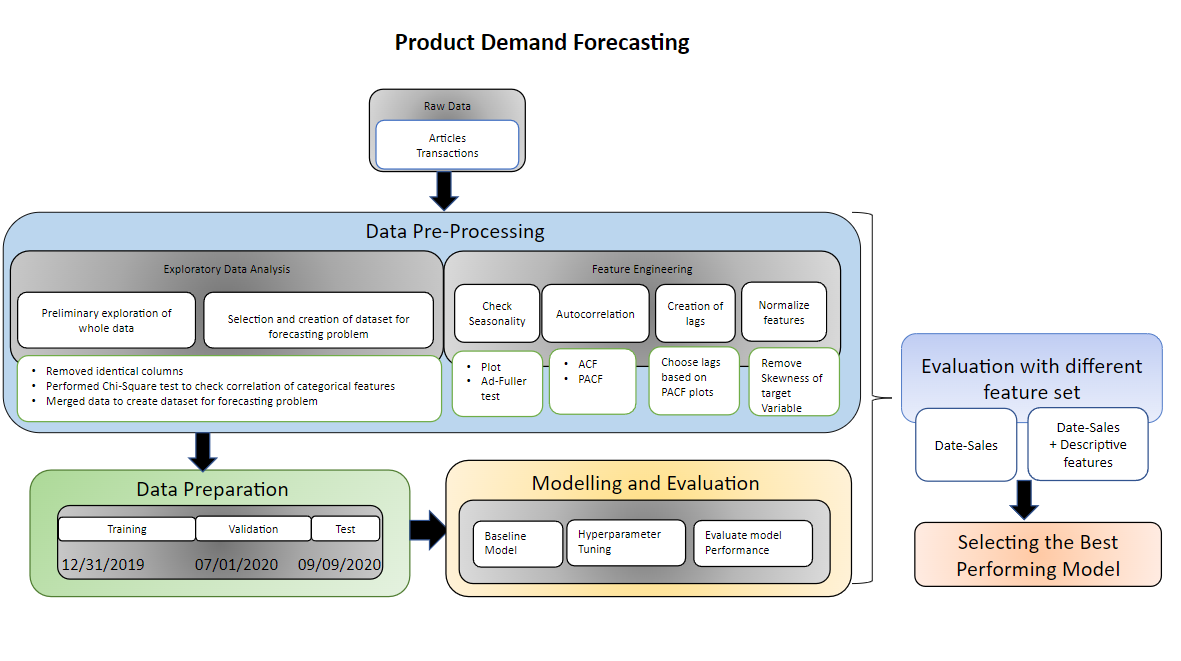 Product Demand Forecasting
Raw Data
Articles
Transactions
Data Pre-Processing
Exploratory Data Analysis
Preliminary exploration of
whole data
Selection and creation of dataset for
forecasting problem
• Removed identical columns
• Performed Chi-Square test to check correlation of categorical features
• Merged data to create dataset for forecasting problem
Feature Engineering
Check
Seasonality
Autocorrelation
Creation of
lags
Normalize
features
• Plot
• Ad-Fuller
test
• ACF
• PACF
Choose lags
based on
PACF plots
Remove
Skewness of
target
Variable
Data Preparation
Training
Validation
Test
12/31/2019
07/01/2020
09/09/2020
Modelling and Evaluation
Baseline
Model
Hyperparameter
Tuning
Evaluate model
Performance
Evaluation with different
feature set
Date-Sales
Date-Sales
+ Descriptive
features
Selecting the Best
Performing Model